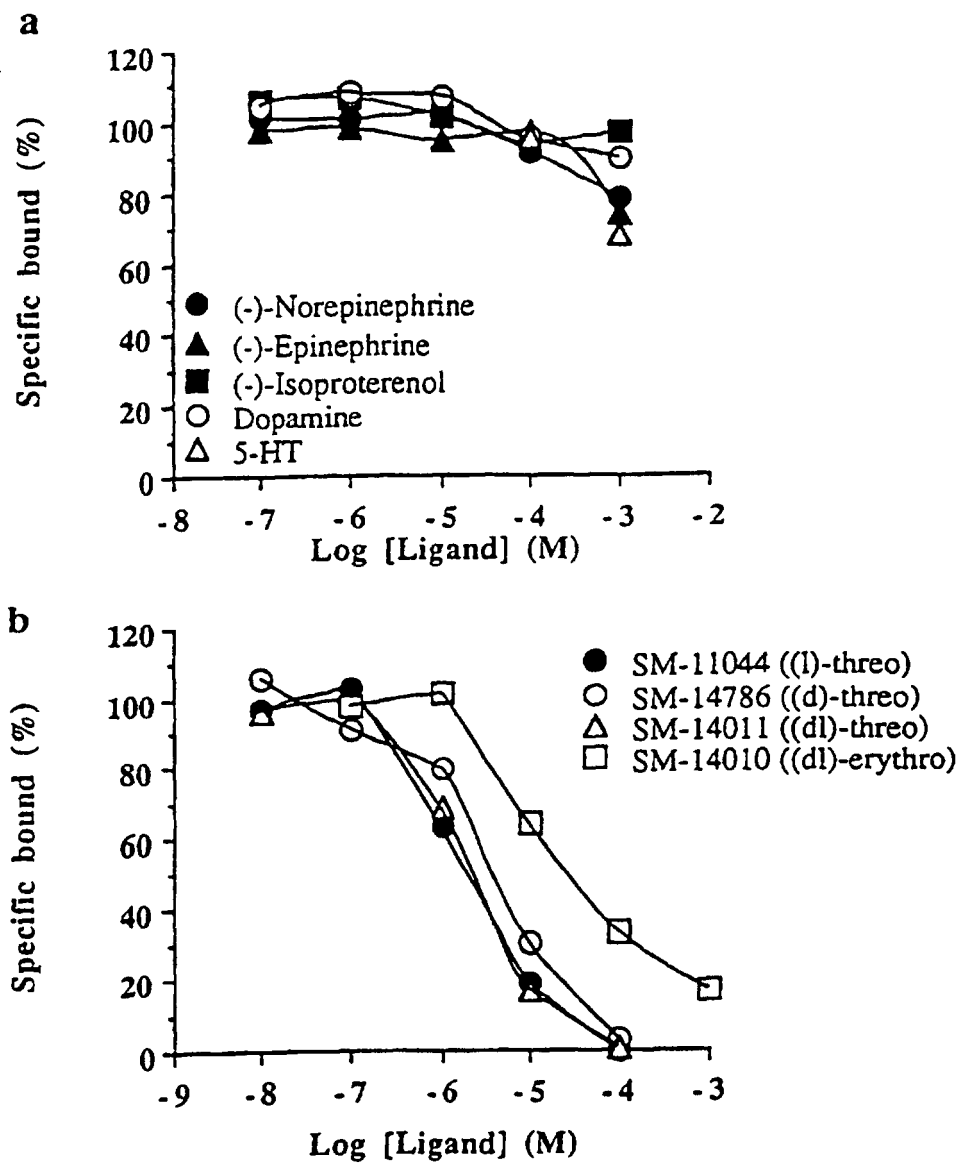 a
120
100
80
60
40
20
0
Specific bound (%)
(-)-Norepinephrine
(-)-Epinephrine
(-)-Isoproterenol
Dopamine
5-HT
-8 -7 -6 -5 -4 -3 -2
Log [Ligand] (M)
b
120
100
80
60
40
20
0
Specific bound (%)
SM-11044 ((l)-threo)
SM-14786 ((d)-threo)
SM-14011 ((dl)-threo)
SM-14010 ((dl)-erythro)
-9 -8 -7 -6 -5 -4 -3
Log [Ligand] (M)